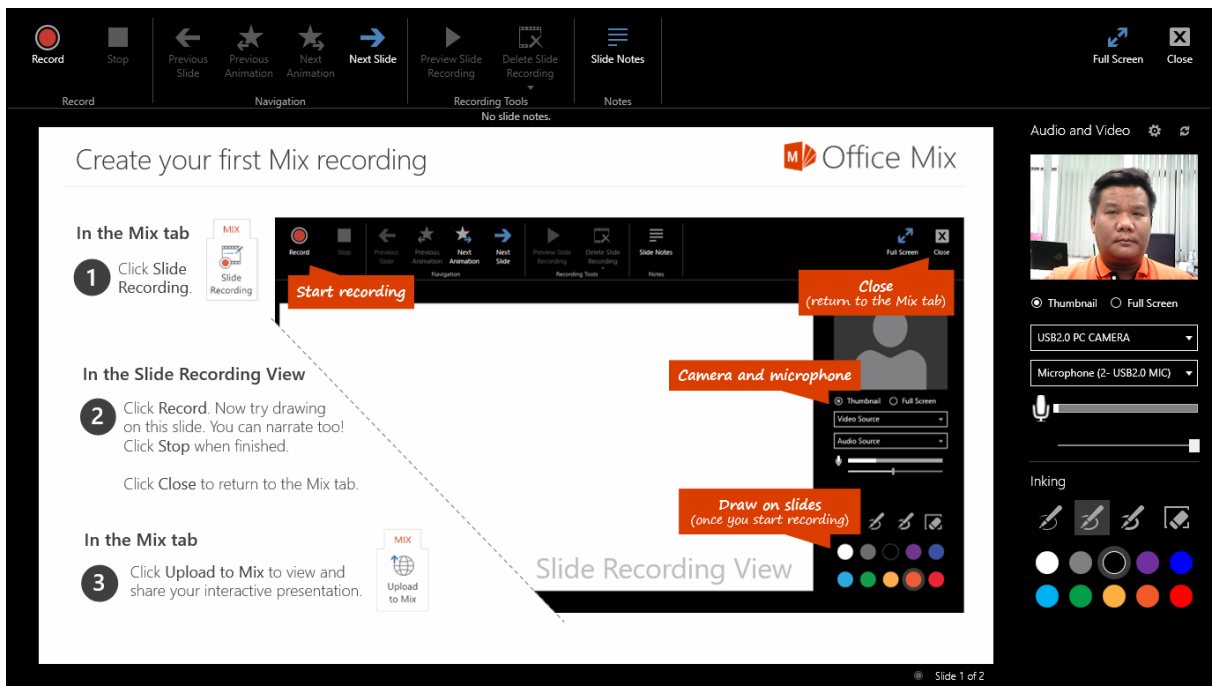 Record
Stop
Previous Slide
Previous Animation
Next Animation
Next Slide
Preview Slide Recording
Delete Slide Recording
Slide Notes
Full Screen
Close
Record
Navigation
Recording Tools
Notes
No slide notes.
Create your first Mix recording
M Office Mix
In the Mix tab
1
Click Slide
Recording.
MIX
Slide
Recording
Record
Stop
Previous Slide
Previous Animation
Next Animation
Next Slide
Preview Slide Recording
Delete Slide Recording
Slide Notes
Full Screen
Close
Navigation
Recording Tools
Notes
Start recording
Close
(return to the Mix tab)
Camera and microphone
Thumbnail
Full Screen
Video Source
Audio Source
Draw on slides
(once you start recording)
Slide Recording View
In the Slide Recording View
2
Click Record. Now try drawing
on this slide. You can narrate too!
Click Stop when finished.
Click Close to return to the Mix tab.
In the Mix tab
3
Click Upload to Mix to view and
share your interactive presentation.
MIX
Upload
to Mix
Audio and Video
Thumbnail
Full Screen
USB2.0 PC CAMERA
Microphone (2- USB2.0 MIC)
Inking
Slide 1 of 2